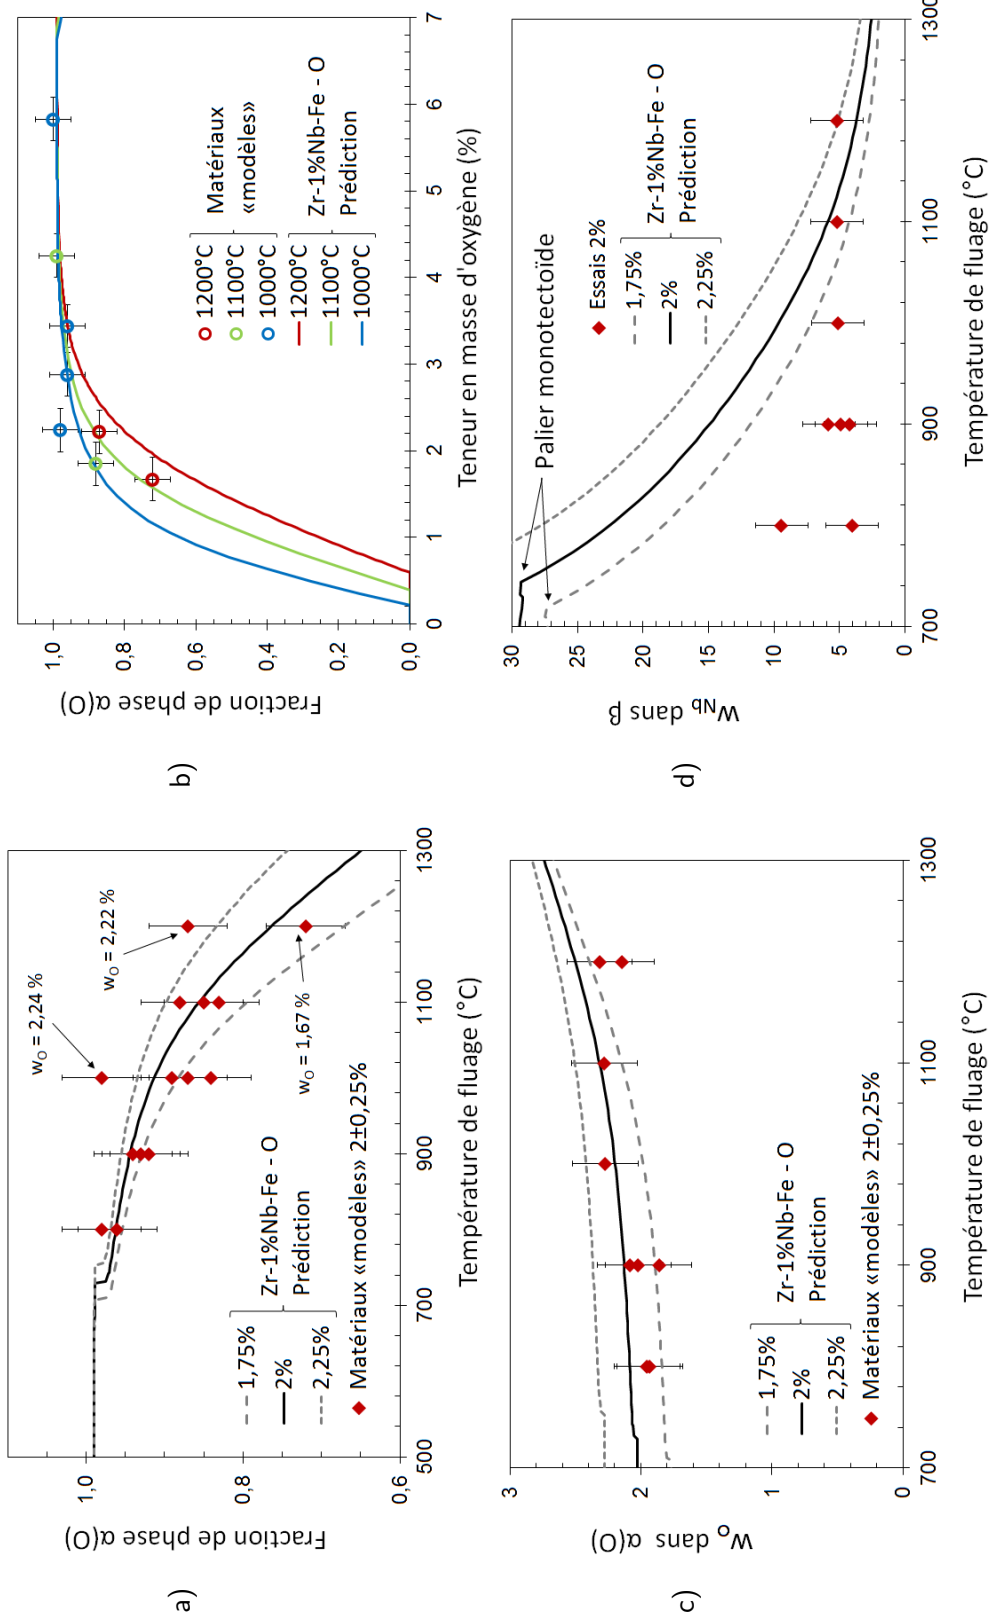 a)
Fraction de phase α(O)
1,0
0,8
0,6
500
700
900
1100
1300
Température de fluage (°C)
w_O = 2,24 %
w_O = 2,22 %
w_O = 1,67 %
1,75%
2%
2,25%
Zr-1%Nb-Fe - O
Prédiction
Matériaux «modèles» 2±0,25%
b)
Fraction de phase α(O)
1,0
0,8
0,6
0,4
0,2
0,0
0
1
2
3
4
5
6
7
Teneur en masse d'oxygène (%)
1200°C
1100°C
1000°C
Matériaux
«modèles»
1200°C
1100°C
1000°C
Zr-1%Nb-Fe - O
Prédiction
c)
W_O dans α(O)
3
2
1
0
700
900
1100
1300
Température de fluage (°C)
1,75%
2%
2,25%
Zr-1%Nb-Fe - O
Prédiction
Matériaux «modèles» 2±0,25%
d)
W_Nb dans β
30
25
20
15
10
5
0
700
900
1100
1300
Température de fluage (°C)
Palier monotectoïde
Essais 2%
1,75%
2%
2,25%
Zr-1%Nb-Fe - O
Prédiction